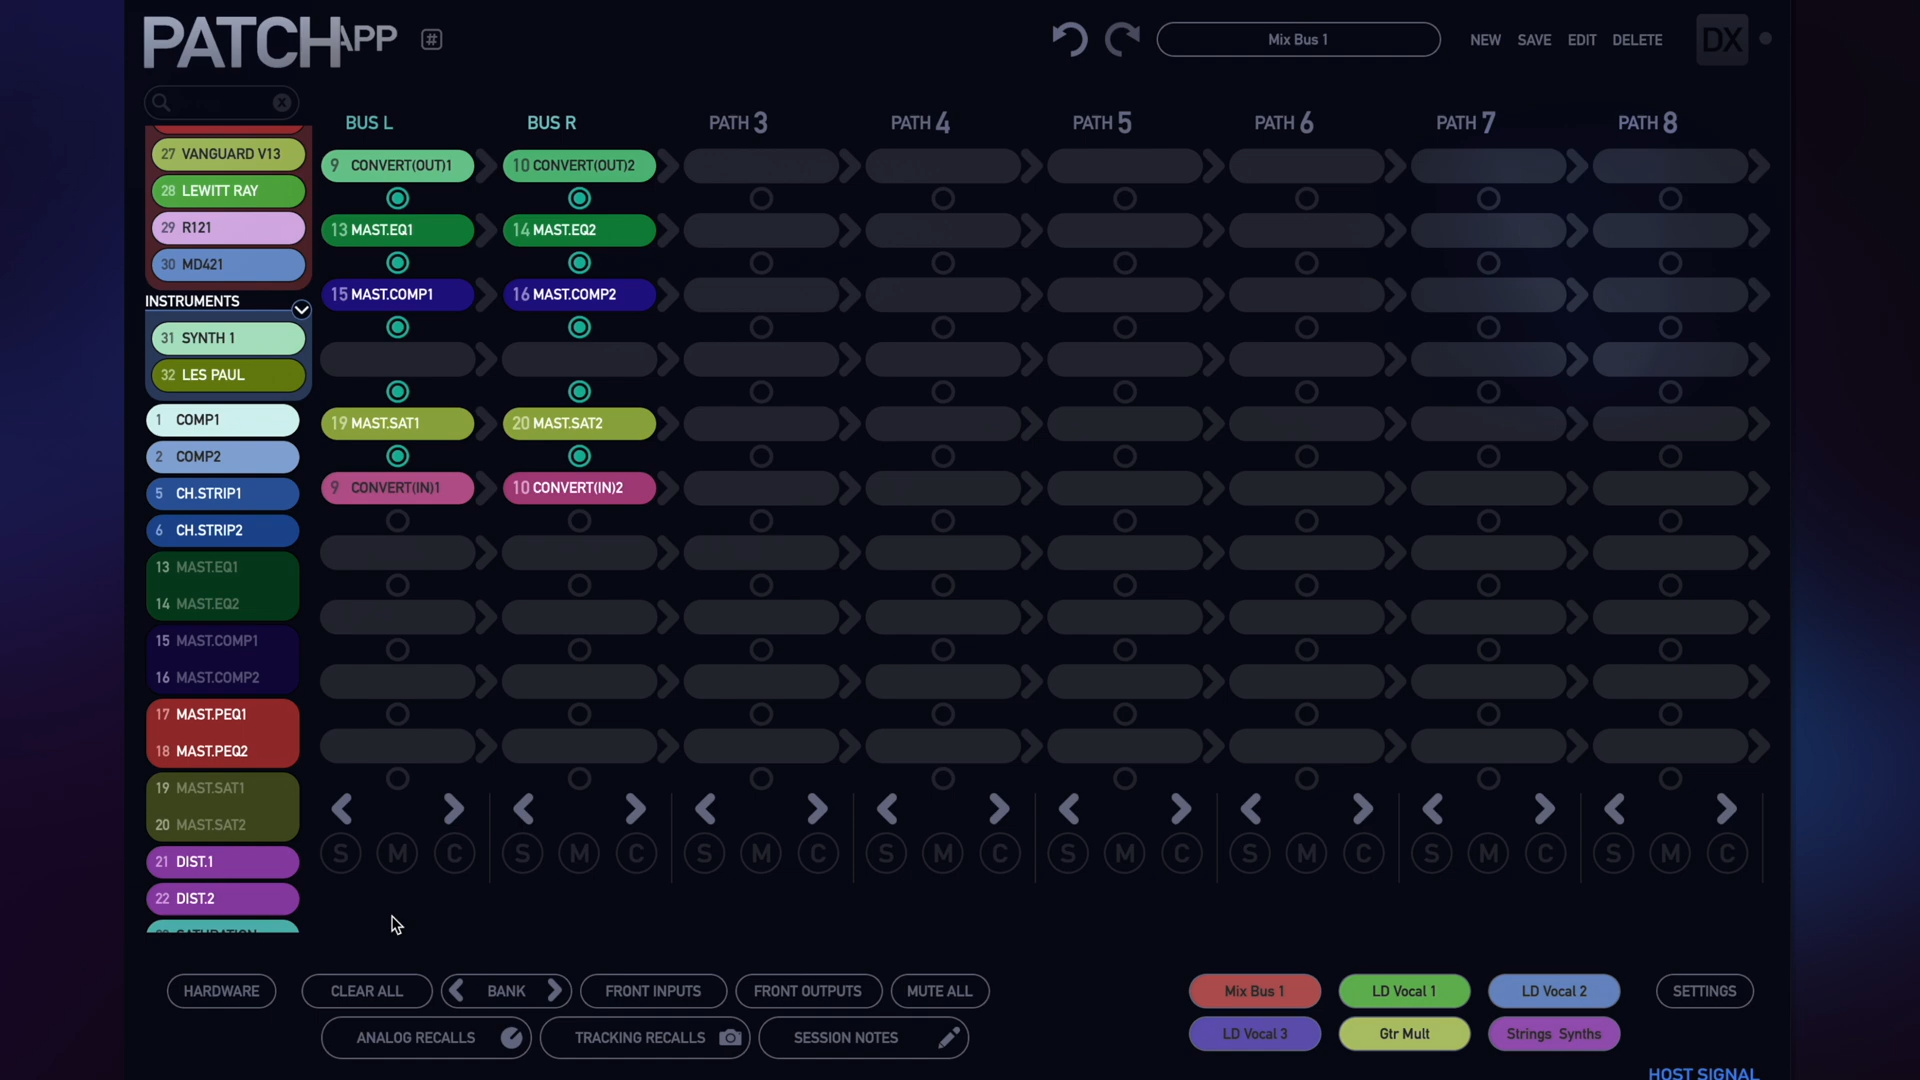 PATCHAPP #
Mix Bus 1
NEW SAVE EDIT DELETE
DX
BUS L
BUS R
PATH 3
PATH 4
PATH 5
PATH 6
PATH 7
PATH 8
27 VANGUARD V13
28 LEWITT RAY
29 R121
30 MD421
INSTRUMENTS
31 SYNTH 1
32 LES PAUL
1 COMP1
2 COMP2
5 CH.STRIP1
6 CH.STRIP2
13 MAST.EQ1
14 MAST.EQ2
15 MAST.COMP1
16 MAST.COMP2
17 MAST.PEQ1
18 MAST.PEQ2
19 MAST.SAT1
20 MAST.SAT2
21 DIST.1
22 DIST.2
SATURATION
9 CONVERT(OUT)1
10 CONVERT(OUT)2
13 MAST.EQ1
14 MAST.EQ2
15 MAST.COMP1
16 MAST.COMP2
19 MAST.SAT1
20 MAST.SAT2
9 CONVERT(IN)1
10 CONVERT(IN)2
S M C S M C S M C S M C S M C S M C S M C S M C
HARDWARE
CLEAR ALL
BANK
FRONT INPUTS
FRONT OUTPUTS
MUTE ALL
Mix Bus 1
LD Vocal 1
LD Vocal 2
SETTINGS
ANALOG RECALLS
TRACKING RECALLS
SESSION NOTES
LD Vocal 3
Gtr Mult
Strings Synths
HOST SIGNAL